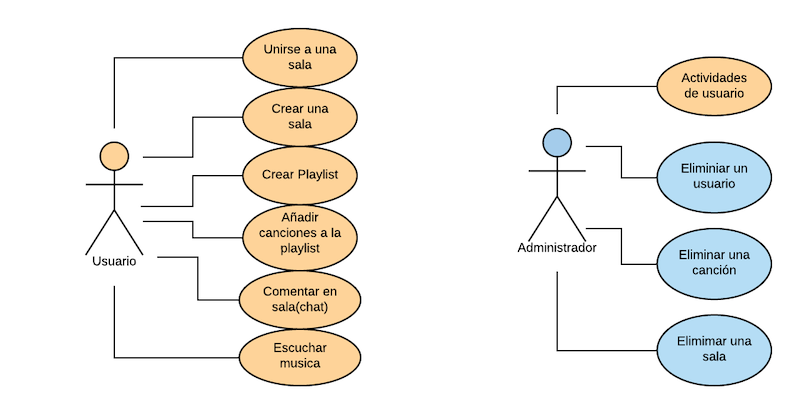 Unirse a una
sala
Crear una
sala
Crear Playlist
Añadir
canciones a la
playlist
Usuario
Comentar en
sala(chat)
Escuchar
musica
Actividades
de usuario
Eliminiar un
usuario
Administrador
Eliminar una
canción
Elimimar una
sala